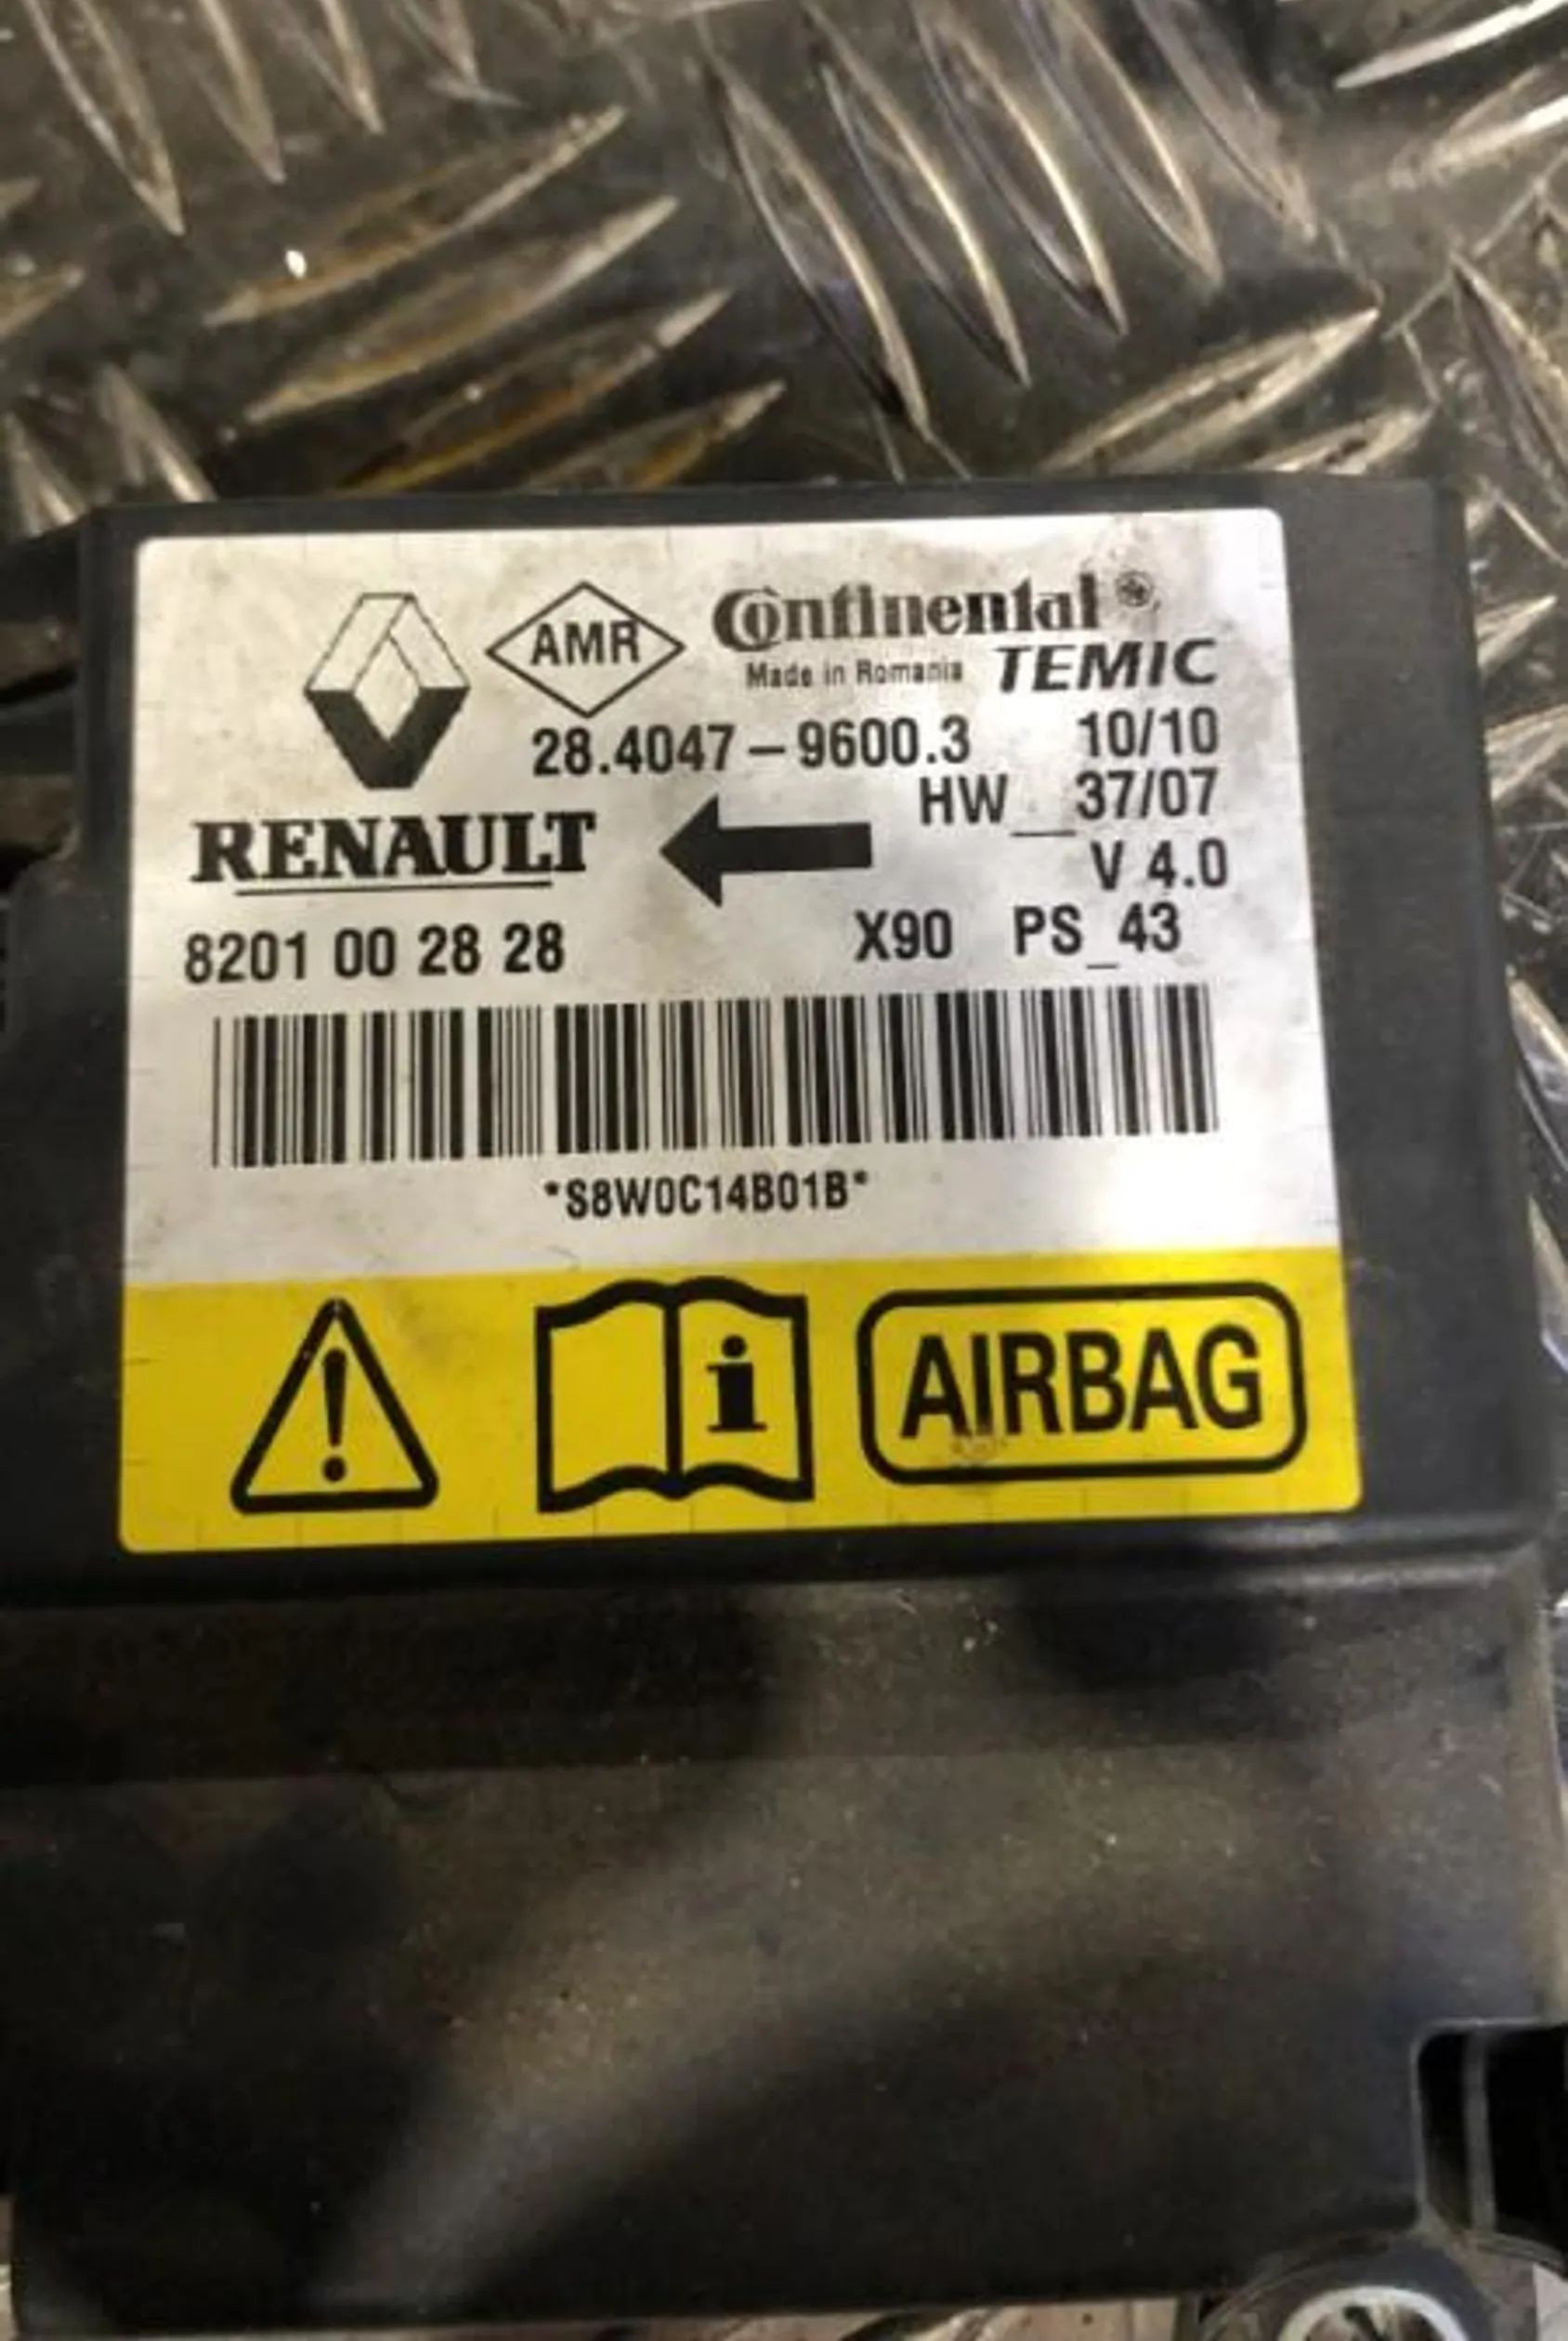 AMR
Continental®
Made in Romania TEMIC
28.4047-9600.3 10/10
HW_37/07
RENAULT
V 4.0
8201 00 28 28 X90 PS_43
*S8W0C14B01B*
! i AIRBAG